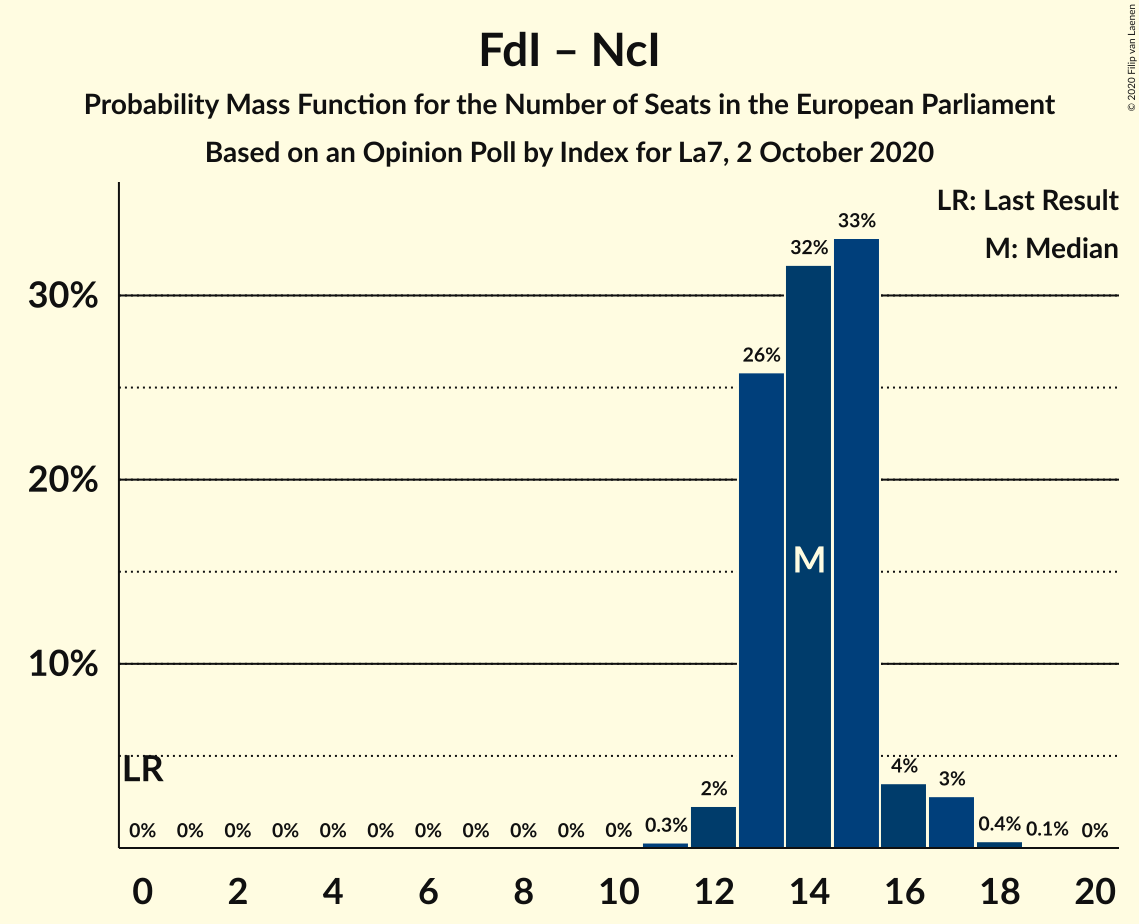 FdI – NcI
Probability Mass Function for the Number of Seats in the European Parliament
Based on an Opinion Poll by Index for La7, 2 October 2020
© 2020 Filip van Laenen
LR: Last Result
M: Median
30%
20%
10%
LR
M
0% 0% 0% 0% 0% 0% 0% 0% 0% 0% 0% 0.3% 2% 26% 32% 33% 4% 3% 0.4% 0.1% 0%
0 2 4 6 8 10 12 14 16 18 20